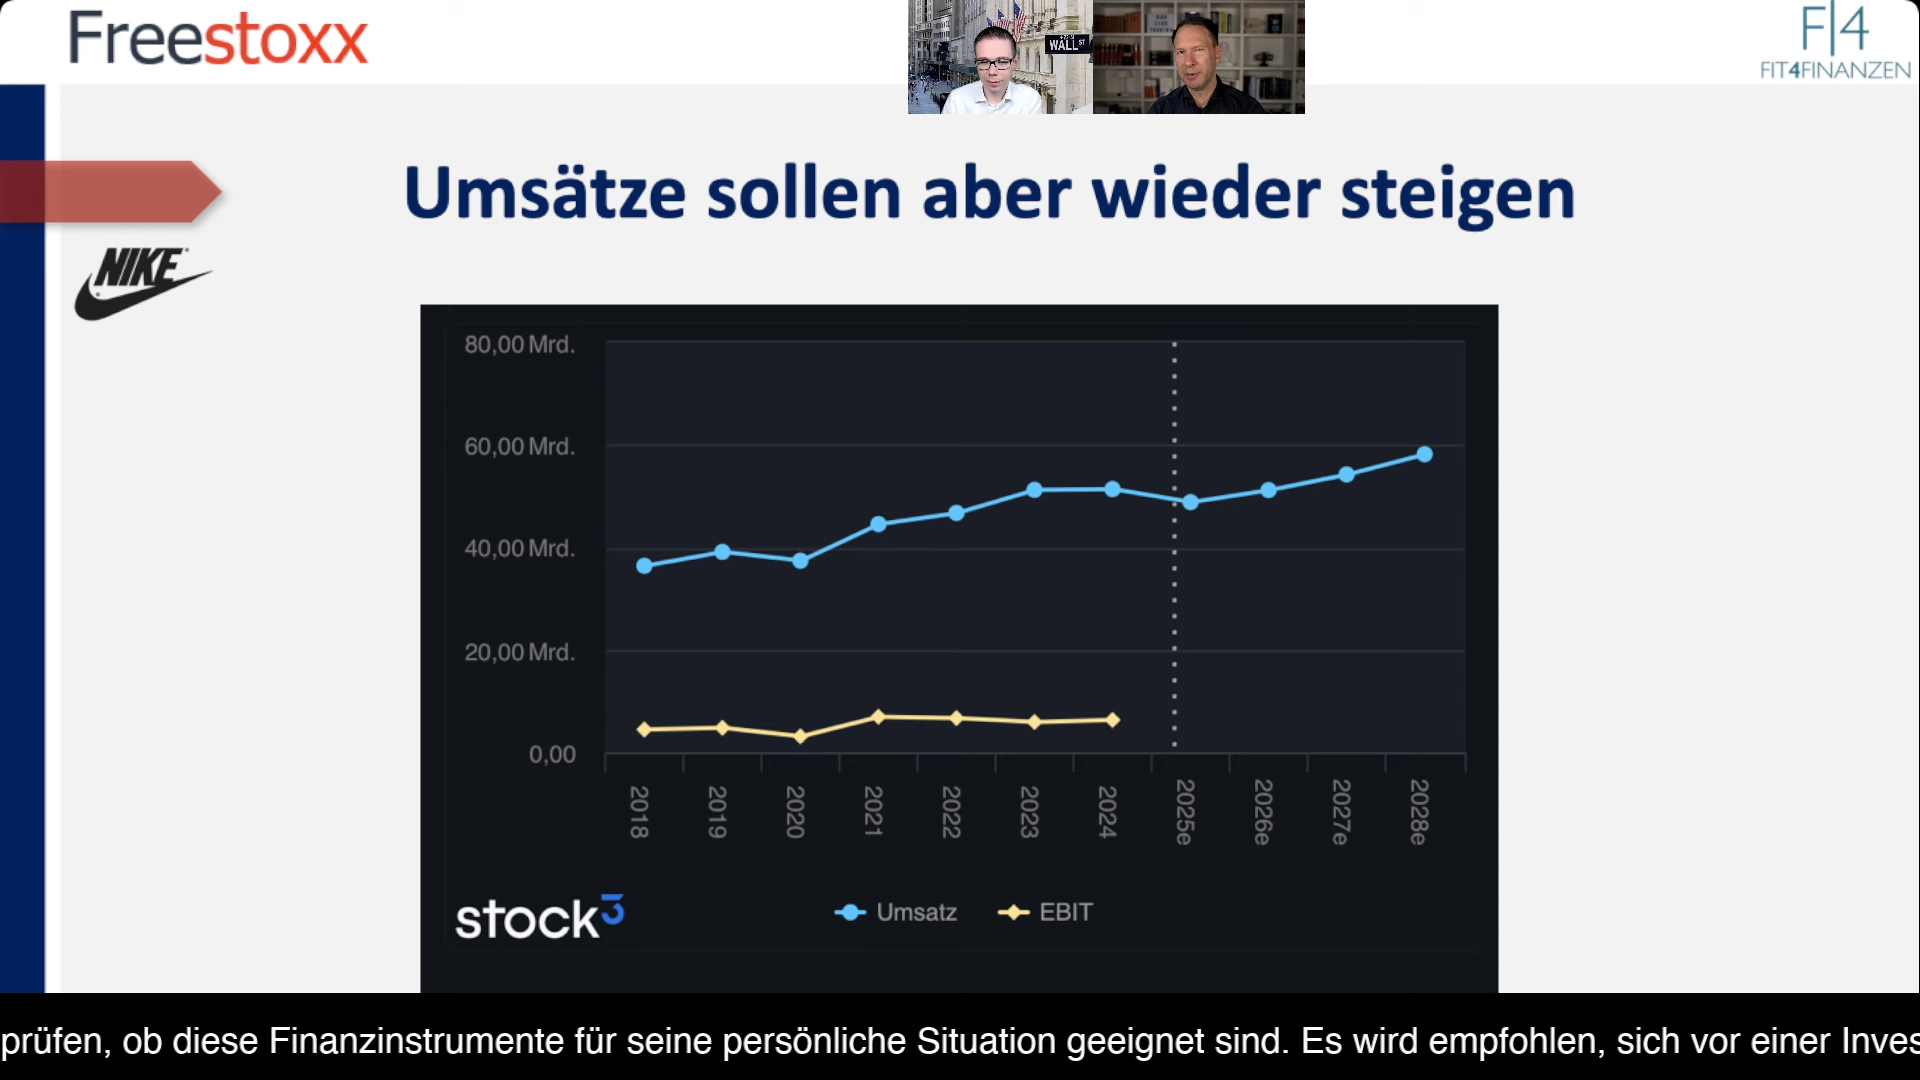 Freestoxx
WALL ST
F|4
FIT4FINANZEN
Umsätze sollen aber wieder steigen
NIKE
80,00 Mrd.
60,00 Mrd.
40,00 Mrd.
20,00 Mrd.
0,00
2018
2019
2020
2021
2022
2023
2024
2025e
2026e
2027e
2028e
stock3
Umsatz
EBIT
prüfen, ob diese Finanzinstrumente für seine persönliche Situation geeignet sind. Es wird empfohlen, sich vor einer Inves